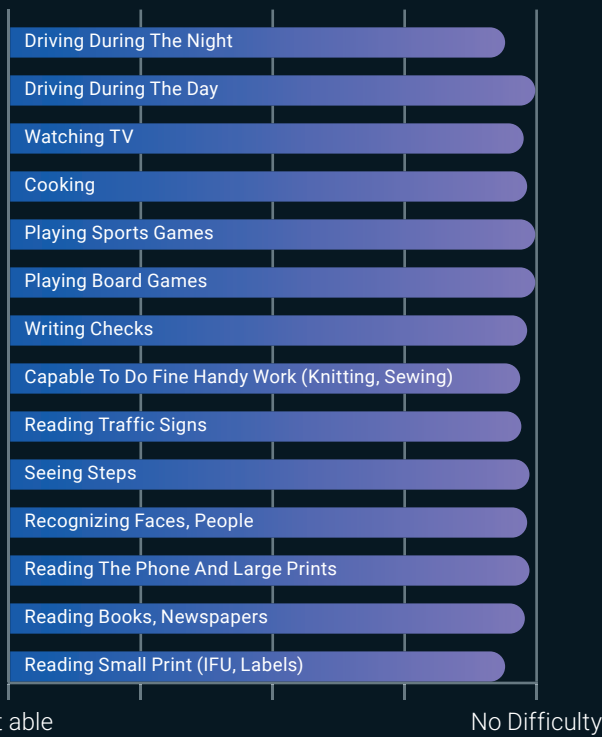 Driving During The Night
Driving During The Day
Watching TV
Cooking
Playing Sports Games
Playing Board Games
Writing Checks
Capable To Do Fine Handy Work (Knitting, Sewing)
Reading Traffic Signs
Seeing Steps
Recognizing Faces, People
Reading The Phone And Large Prints
Reading Books, Newspapers
Reading Small Print (IFU, Labels)
able No Difficulty